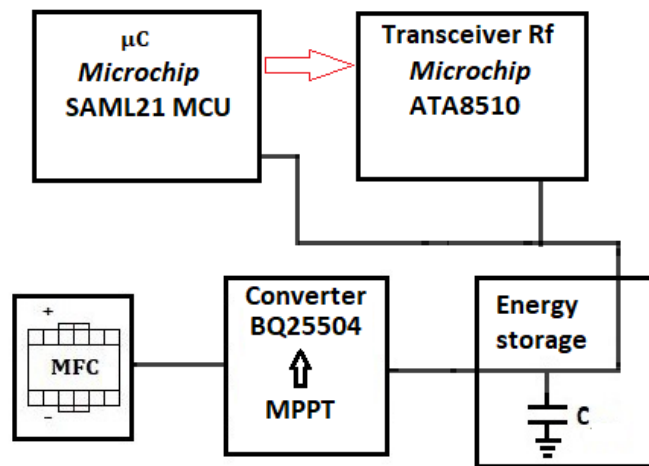 μC
Microchip
SAML21 MCU
Transceiver Rf
Microchip
ATA8510
+
MFC
−
Converter
BQ25504
MPPT
Energy
storage
C